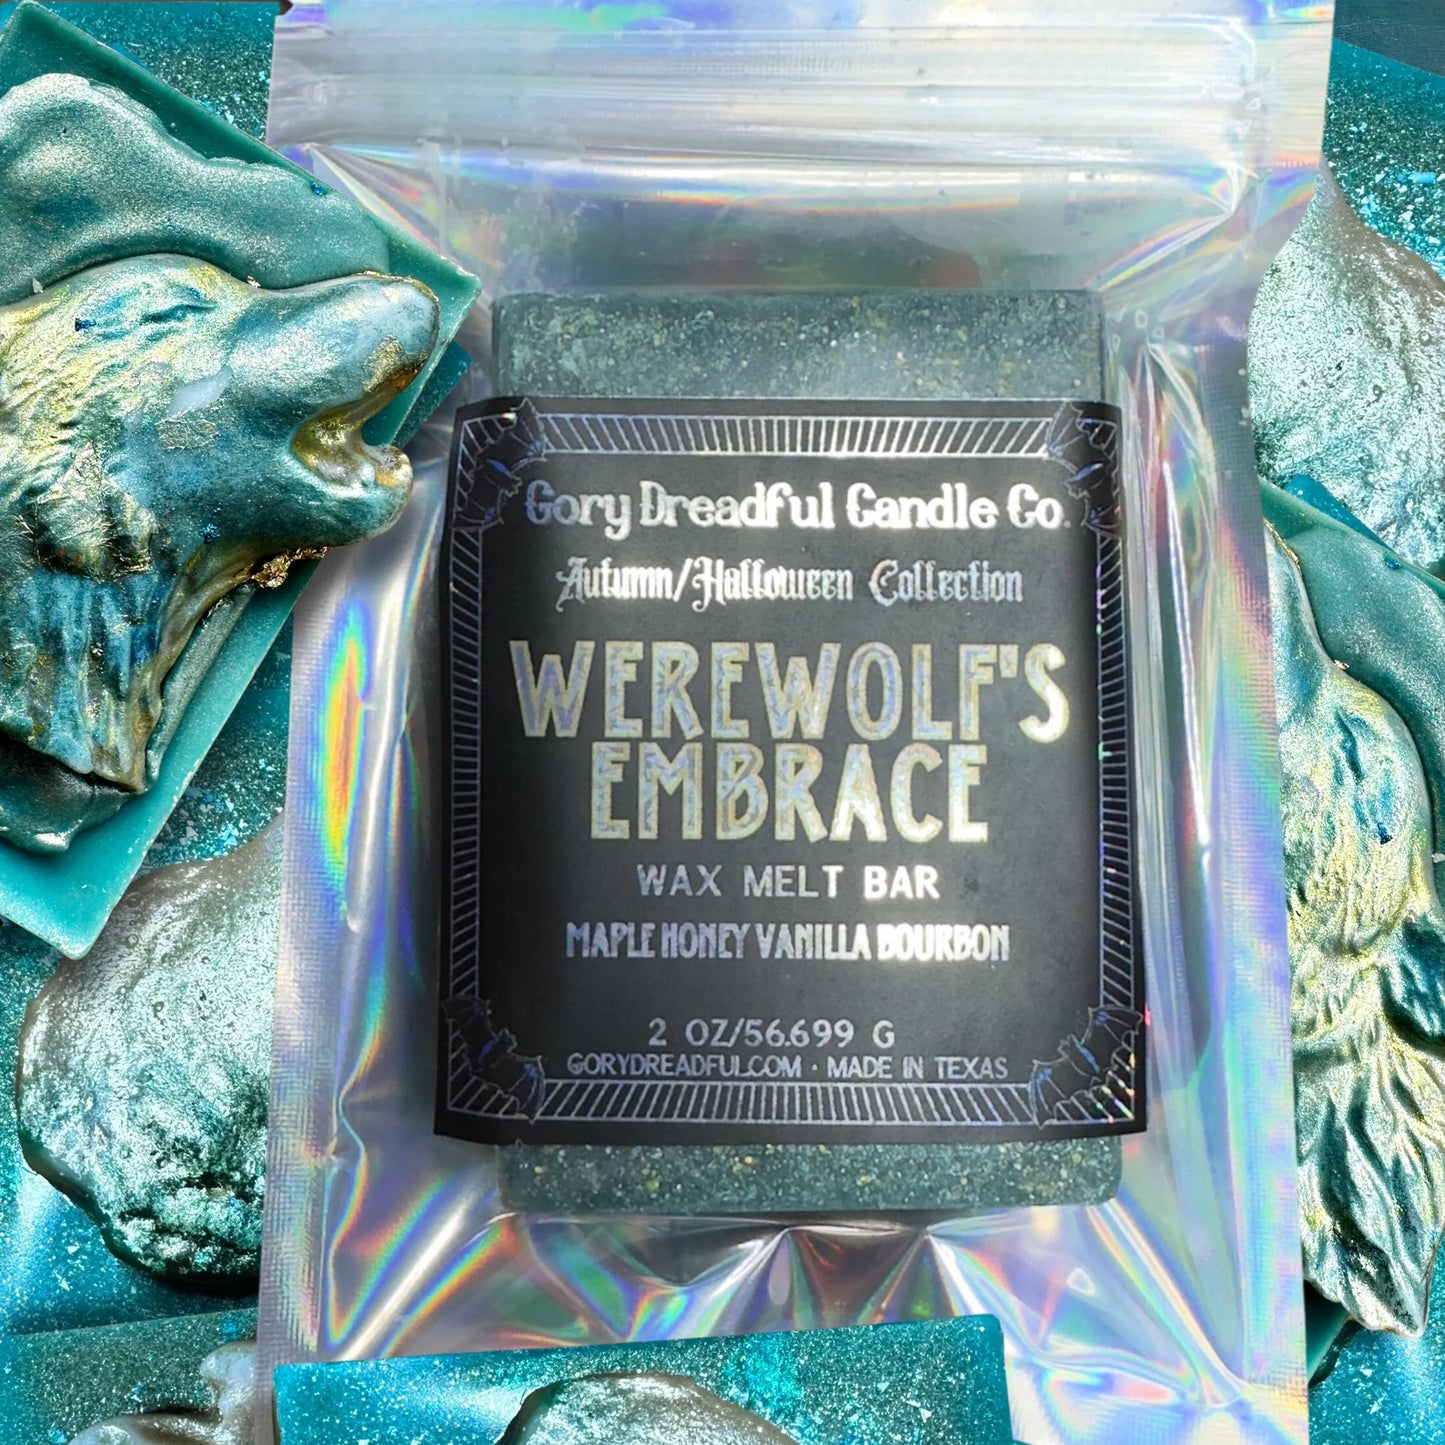 Gory Dreadful Candle Co.
Autumn/Halloween Collection
WEREWOLF'S
EMBRACE
WAX MELT BAR
MAPLE HONEY VANILLA BOURBON
2 OZ/56.699 G
GORYDREADFUL.COM · MADE IN TEXAS